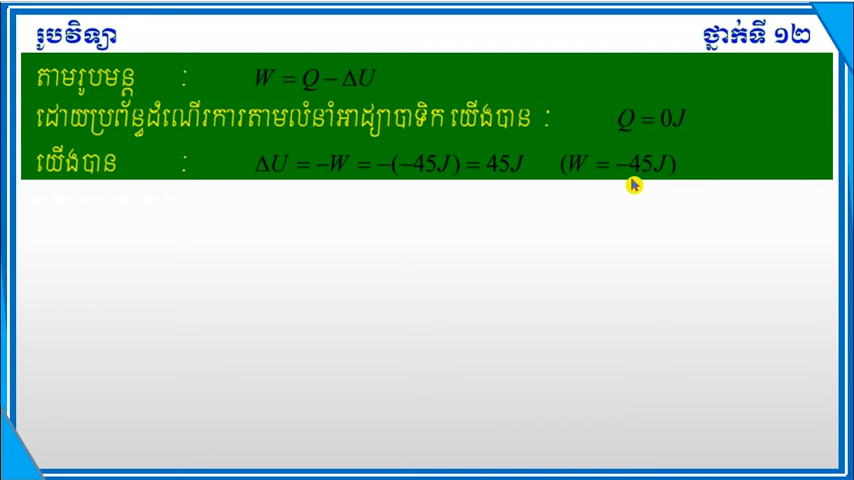 រូបវិទ្យា ថ្នាក់ទី ១២
តាមរូបមន្ត : W = Q − ΔU
ដោយប្រព័ន្ធដំណើរការតាមលំនាំអាដ្យាបាទិក យើងបាន : Q = 0J
យើងបាន : ΔU = −W = −(−45J) = 45J (W = −45J)